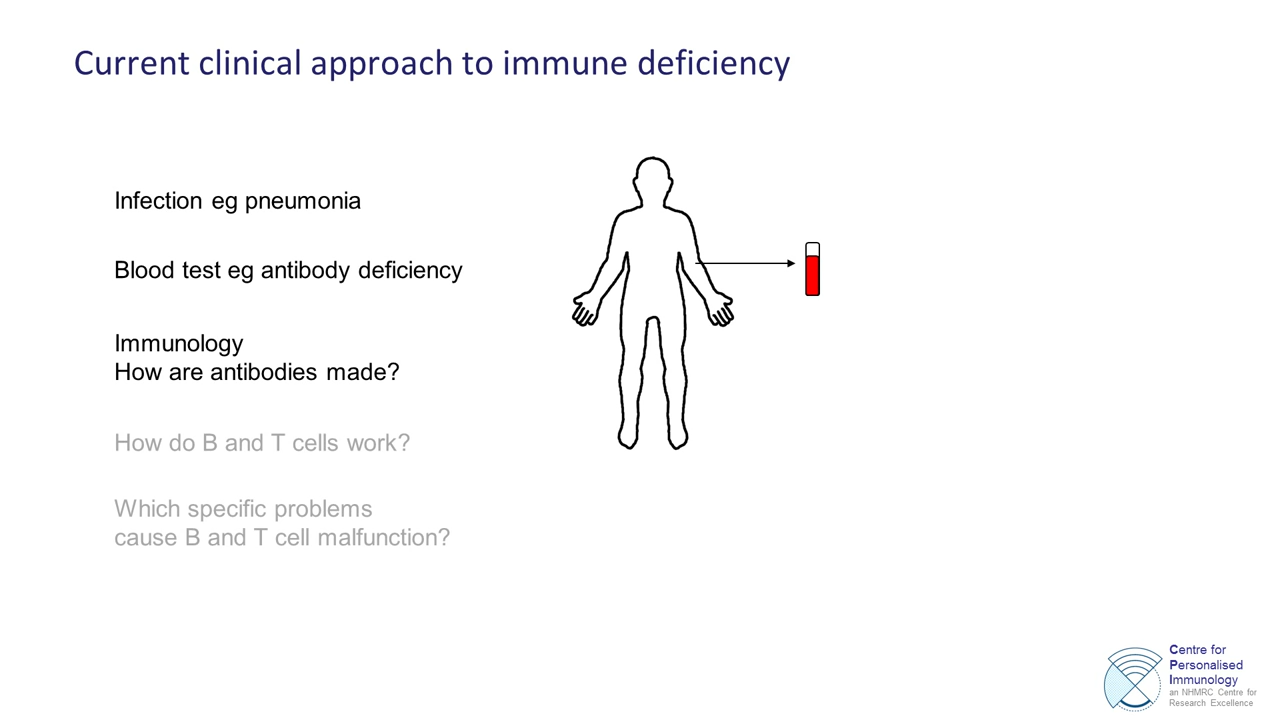 Current clinical approach to immune deficiency
Infection eg pneumonia
Blood test eg antibody deficiency
Immunology
How are antibodies made?
How do B and T cells work?
Which specific problems
cause B and T cell malfunction?
Centre for
Personalised
Immunology
an NHMRC Centre for
Research Excellence